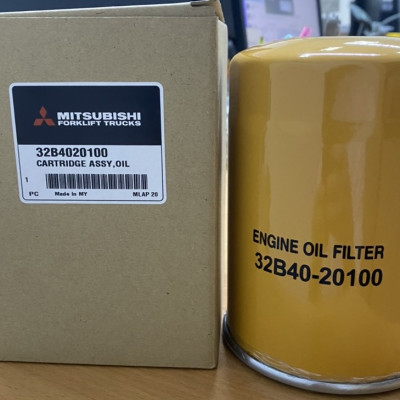 MITSUBISHI
FORKLIFT TRUCKS
32B4020100
CARTRIDGE ASSY,OIL
1
PC Made In MY MLAP 20
ENGINE OIL FILTER
32B40-20100